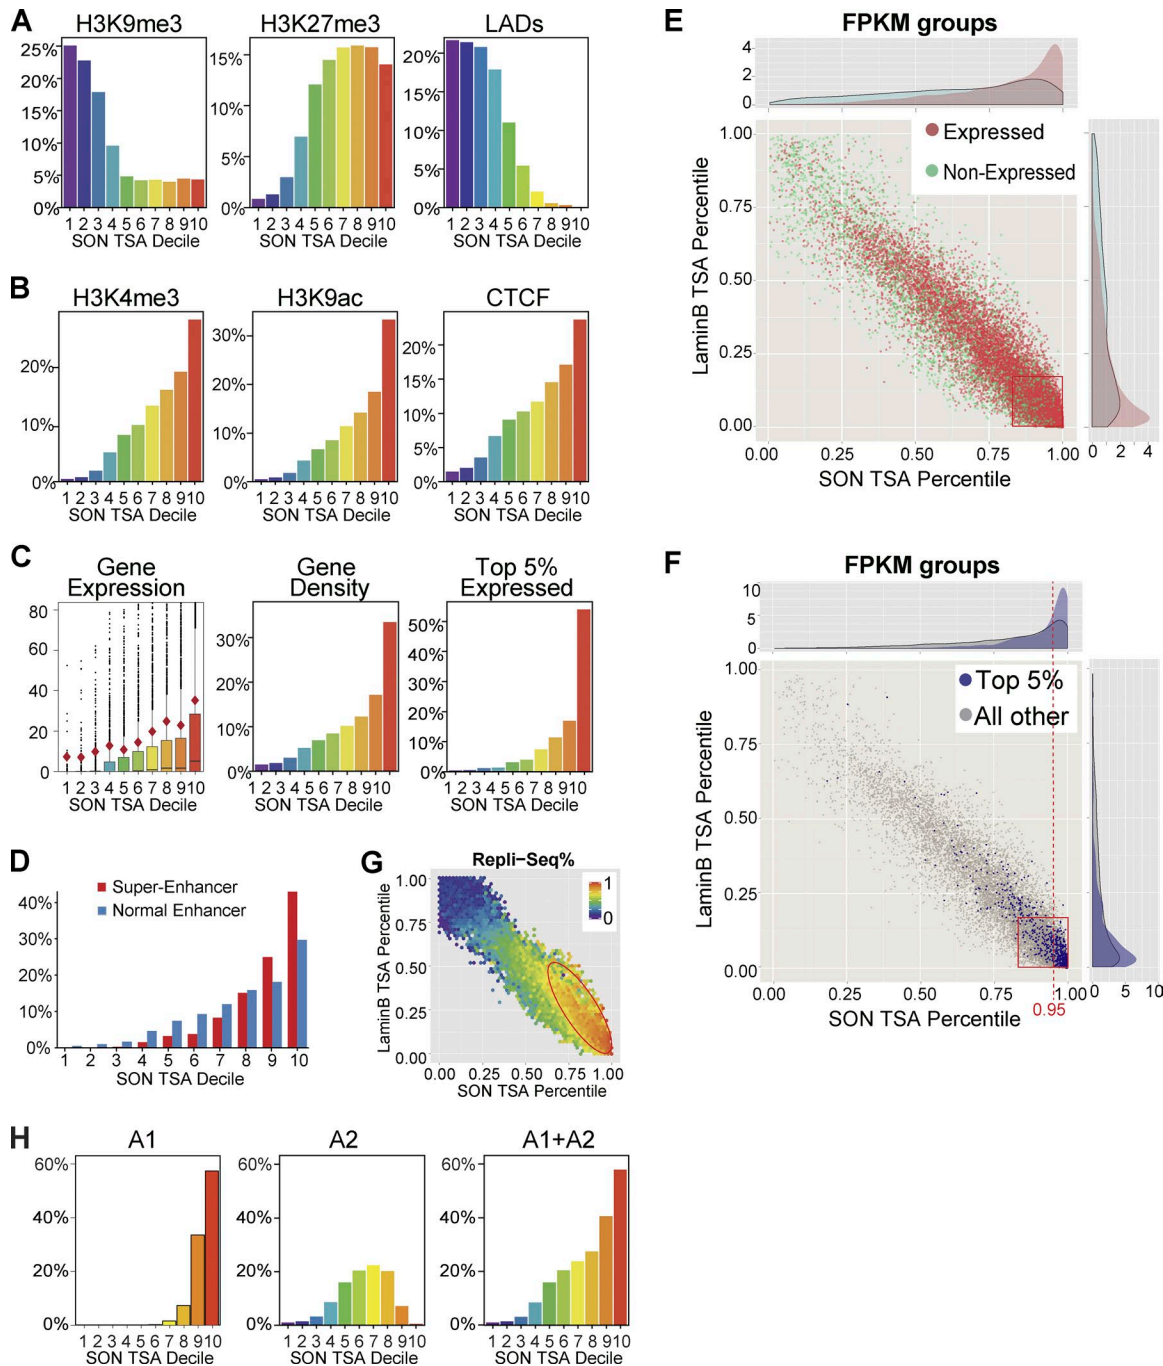 A
H3K9me3
H3K27me3
LADs
25%
20%
15%
10%
5%
0%
15%
10%
5%
0%
20%
15%
10%
5%
0%
1 2 3 4 5 6 7 8 9 10
1 2 3 4 5 6 7 8 9 10
1 2 3 4 5 6 7 8 9 10
SON TSA Decile
SON TSA Decile
SON TSA Decile
B
H3K4me3
H3K9ac
CTCF
20%
10%
0%
30%
20%
10%
0%
20%
15%
10%
5%
0%
1 2 3 4 5 6 7 8 9 10
1 2 3 4 5 6 7 8 9 10
1 2 3 4 5 6 7 8 9 10
SON TSA Decile
SON TSA Decile
SON TSA Decile
C
Gene
Expression
Gene
Density
Top 5%
Expressed
80
60
40
20
0
30%
20%
10%
0%
50%
40%
30%
20%
10%
0%
1 2 3 4 5 6 7 8 9 10
1 2 3 4 5 6 7 8 9 10
1 2 3 4 5 6 7 8 9 10
SON TSA Decile
SON TSA Decile
SON TSA Decile
D
Super-Enhancer
Normal Enhancer
40%
30%
20%
10%
0%
1 2 3 4 5 6 7 8 9 10
SON TSA Decile
G
Repli-Seq%
1
0
LaminB TSA Percentile
1.00
0.75
0.50
0.25
0.00
0.00 0.25 0.50 0.75 1.00
SON TSA Percentile
H
A1
A2
A1+A2
60%
40%
20%
0%
60%
40%
20%
0%
60%
40%
20%
0%
1 2 3 4 5 6 7 8 9 10
1 2 3 4 5 6 7 8 9 10
1 2 3 4 5 6 7 8 9 10
SON TSA Decile
SON TSA Decile
SON TSA Decile
E
FPKM groups
4
2
0
Expressed
Non-Expressed
LaminB TSA Percentile
1.00
0.75
0.50
0.25
0.00
0.00 0.25 0.50 0.75 1.00
SON TSA Percentile
0 2 4
F
FPKM groups
10
5
0
Top 5%
All other
LaminB TSA Percentile
1.00
0.75
0.50
0.25
0.00
0.00 0.25 0.50 0.75 1.00
0.95
SON TSA Percentile
0 5 10